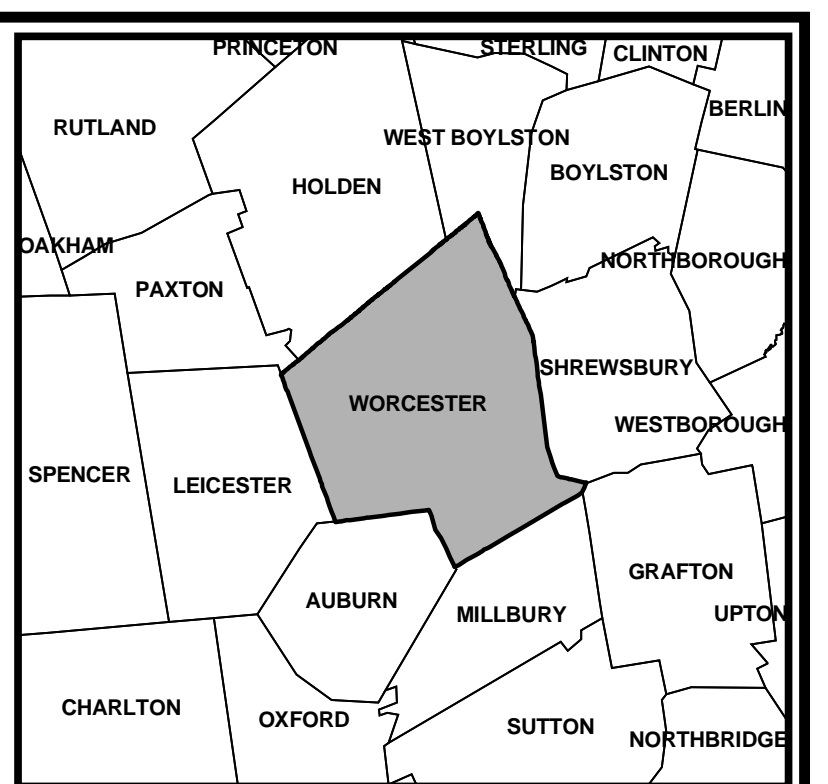 PRINCETON
STERLING
CLINTON
BERLIN
RUTLAND
WEST BOYLSTON
BOYLSTON
HOLDEN
OAKHAM
NORTHBOROUGH
PAXTON
SHREWSBURY
WORCESTER
WESTBOROUGH
SPENCER
LEICESTER
GRAFTON
AUBURN
MILLBURY
UPTON
CHARLTON
OXFORD
SUTTON
NORTHBRIDGE